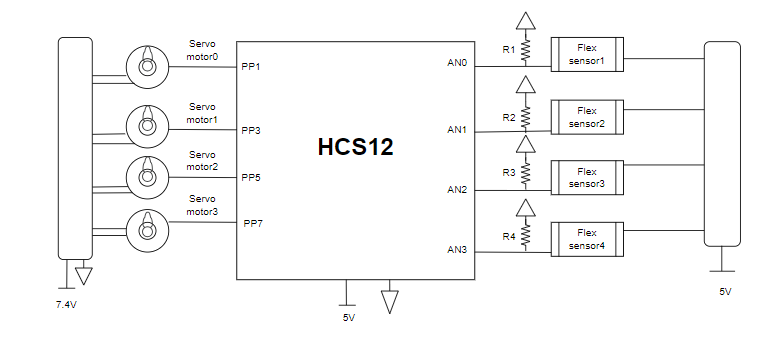 Servo
motor0
PP1
Servo
motor1
PP3
Servo
motor2
PP5
Servo
motor3
PP7
HCS12
AN0
AN1
AN2
AN3
R1
R2
R3
R4
Flex
sensor1
Flex
sensor2
Flex
sensor3
Flex
sensor4
7.4V
5V
5V